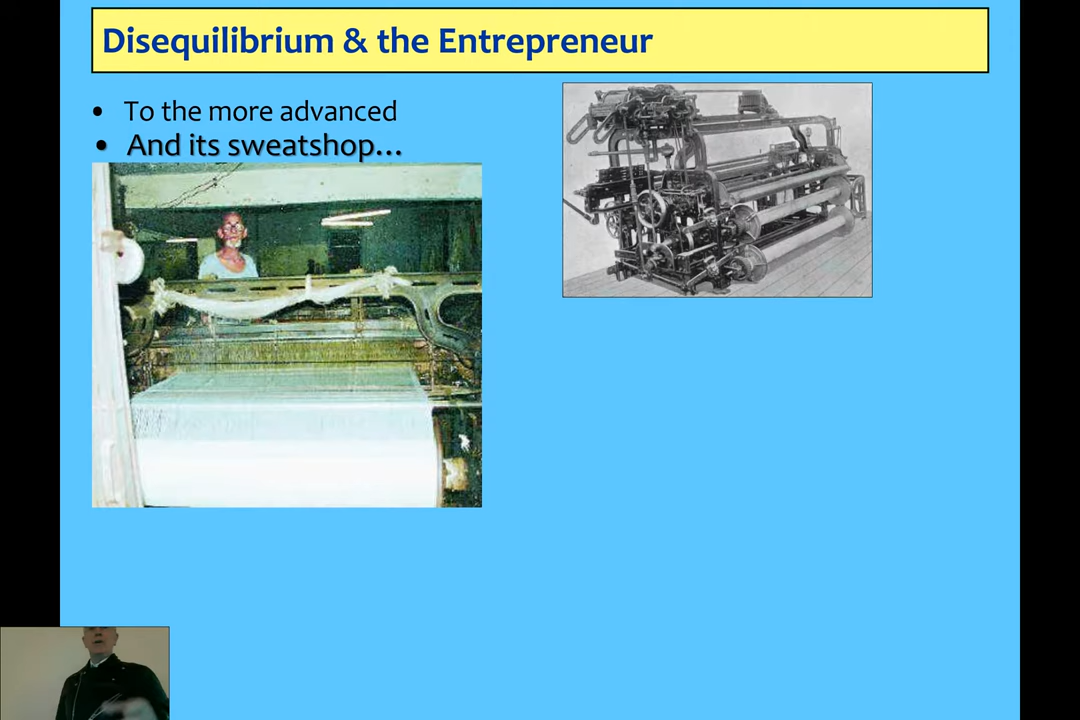 Disequilibrium & the Entrepreneur
• To the more advanced
• And its sweatshop…